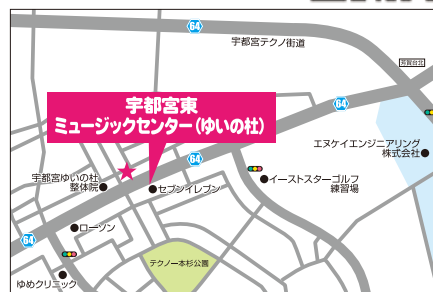 64
宇都宮テクノ街道
芳賀台北
64
宇都宮東
ミュージックセンター(ゆいの杜)
エヌケイエンジニアリング
株式会社
64
宇都宮ゆいの杜
整体院
セブンイレブン
イーストスターゴルフ
練習場
ローソン
64
テクノ一本杉公園
ゆめクリニック